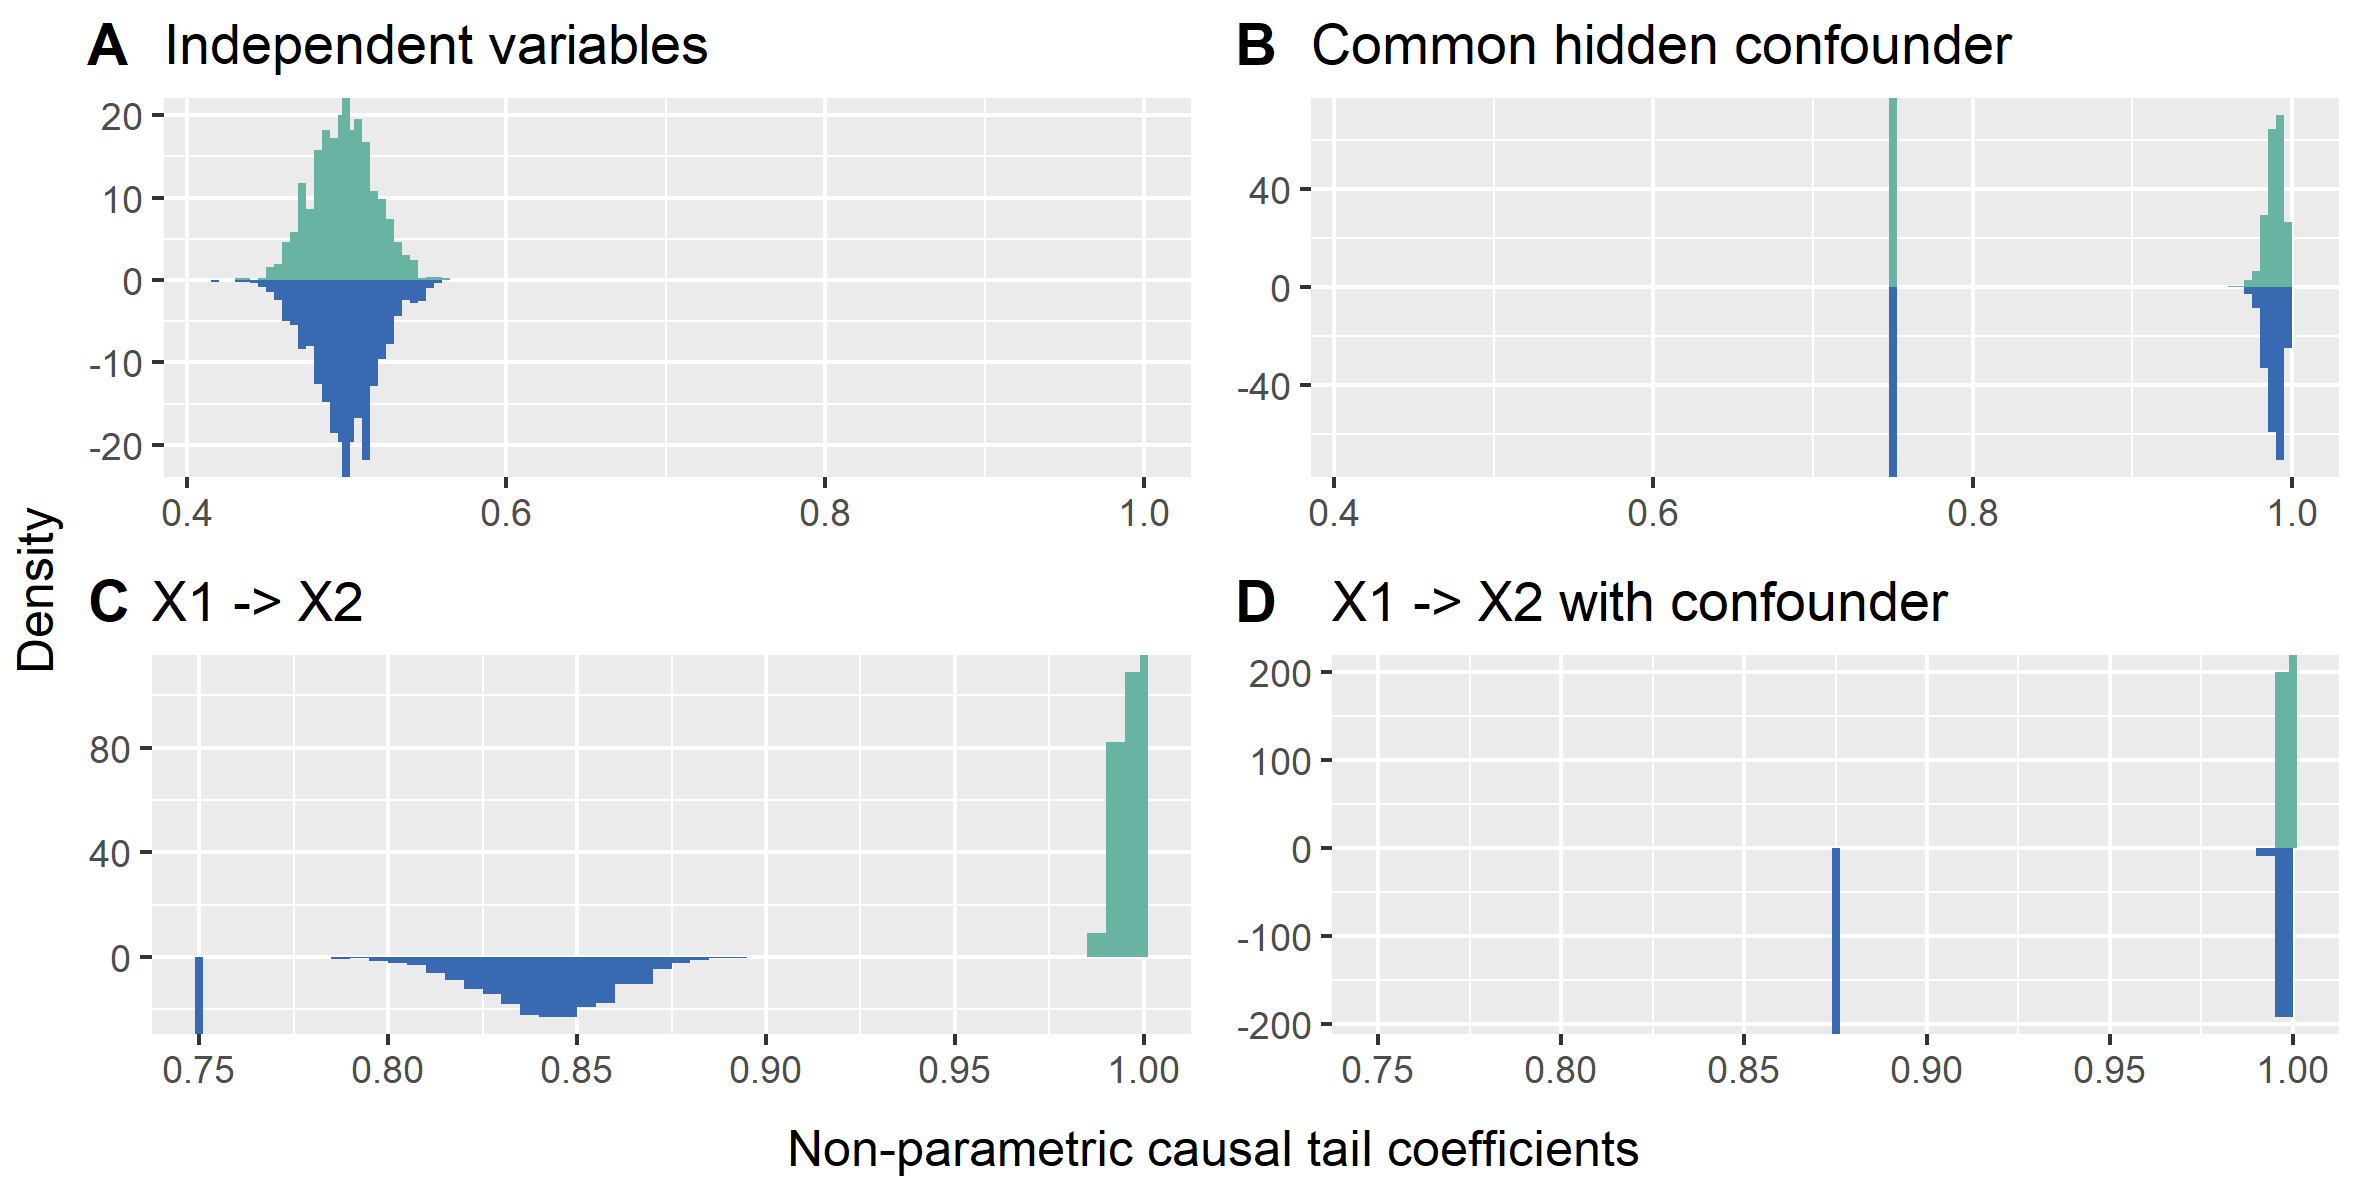 A Independent variables
20
10
0
-10
-20
0.4 0.6 0.8 1.0
B Common hidden confounder
40
0
-40
0.4 0.6 0.8 1.0
Density
C X1 -> X2
80
40
0
0.75 0.80 0.85 0.90 0.95 1.00
D X1 -> X2 with confounder
200
100
0
-100
-200
0.75 0.80 0.85 0.90 0.95 1.00
Non-parametric causal tail coefficients